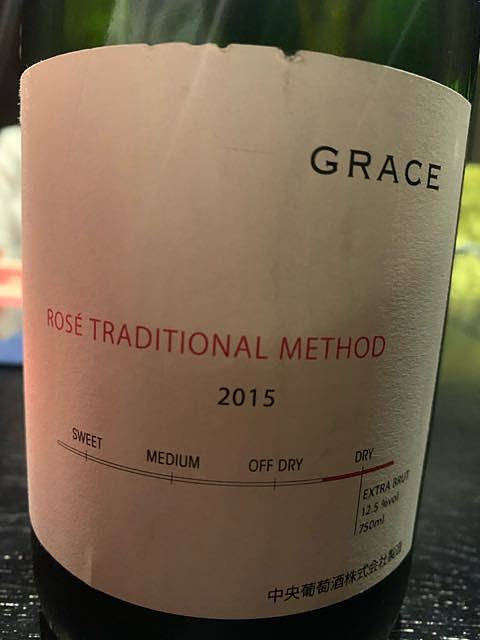 GRACE
ROSÉ TRADITIONAL METHOD
2015
SWEET
MEDIUM
OFF DRY
DRY
EXTRA BRUT
12.5 %vol
750ml
中央葡萄酒株式会社製造